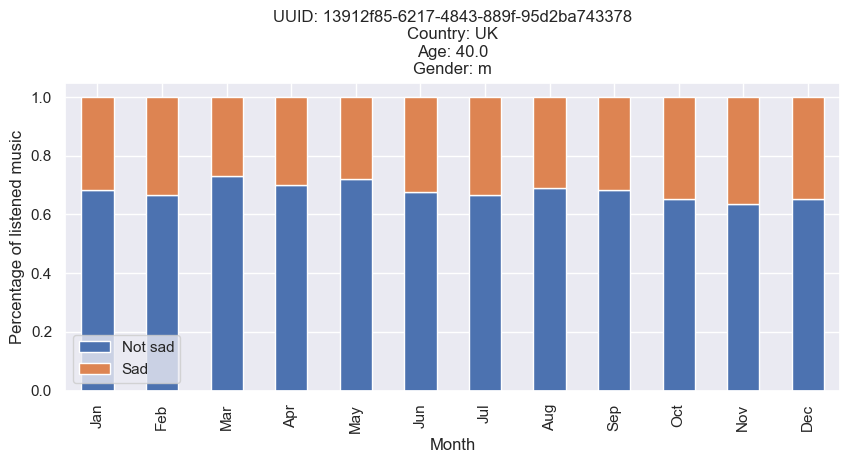 UUID: 13912f85-6217-4843-889f-95d2ba743378
Country: UK
Age: 40.0
Gender: m
1.0
0.8
0.6
0.4
0.2
0.0
Percentage of listened music
Not sad
Sad
Jan
Feb
Mar
Apr
May
Jun
Jul
Aug
Sep
Oct
Nov
Dec
Month